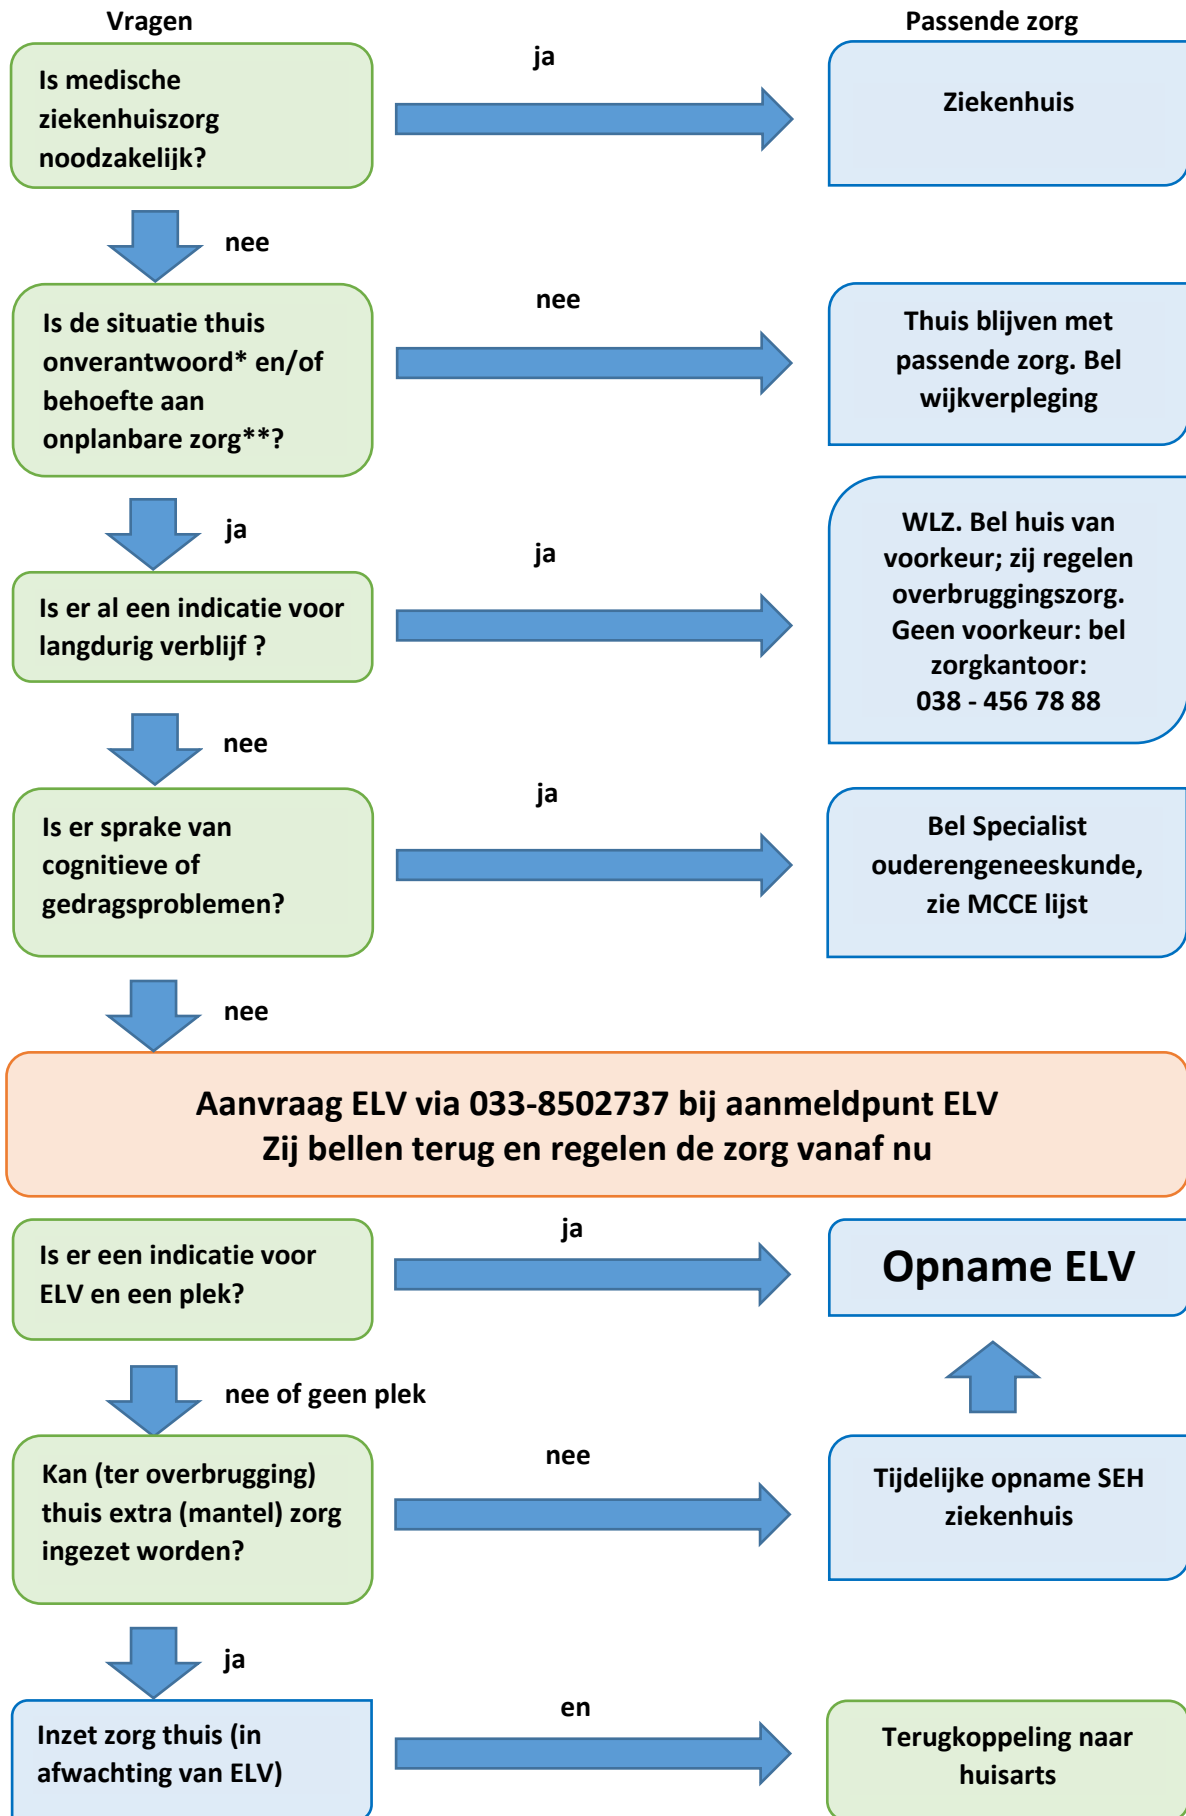 Vragen
Passende zorg
Is medische
ziekenhuiszorg
noodzakelijk?
ja
Ziekenhuis
nee
Is de situatie thuis
onverantwoord* en/of
behoefte aan
onplanbare zorg**?
nee
Thuis blijven met
passende zorg. Bel
wijkverpleging
ja
Is er al een indicatie voor
langdurig verblijf ?
ja
WLZ. Bel huis van
voorkeur; zij regelen
overbruggingszorg.
Geen voorkeur: bel
zorgkantoor:
038 - 456 78 88
nee
Is er sprake van
cognitieve of
gedragsproblemen?
ja
Bel Specialist
ouderengeneeskunde,
zie MCCE lijst
nee
Aanvraag ELV via 033-8502737 bij aanmeldpunt ELV
Zij bellen terug en regelen de zorg vanaf nu
Is er een indicatie voor
ELV en een plek?
ja
Opname ELV
nee of geen plek
Kan (ter overbrugging)
thuis extra (mantel) zorg
ingezet worden?
nee
Tijdelijke opname SEH
ziekenhuis
ja
Inzet zorg thuis (in
afwachting van ELV)
en
Terugkoppeling naar
huisarts